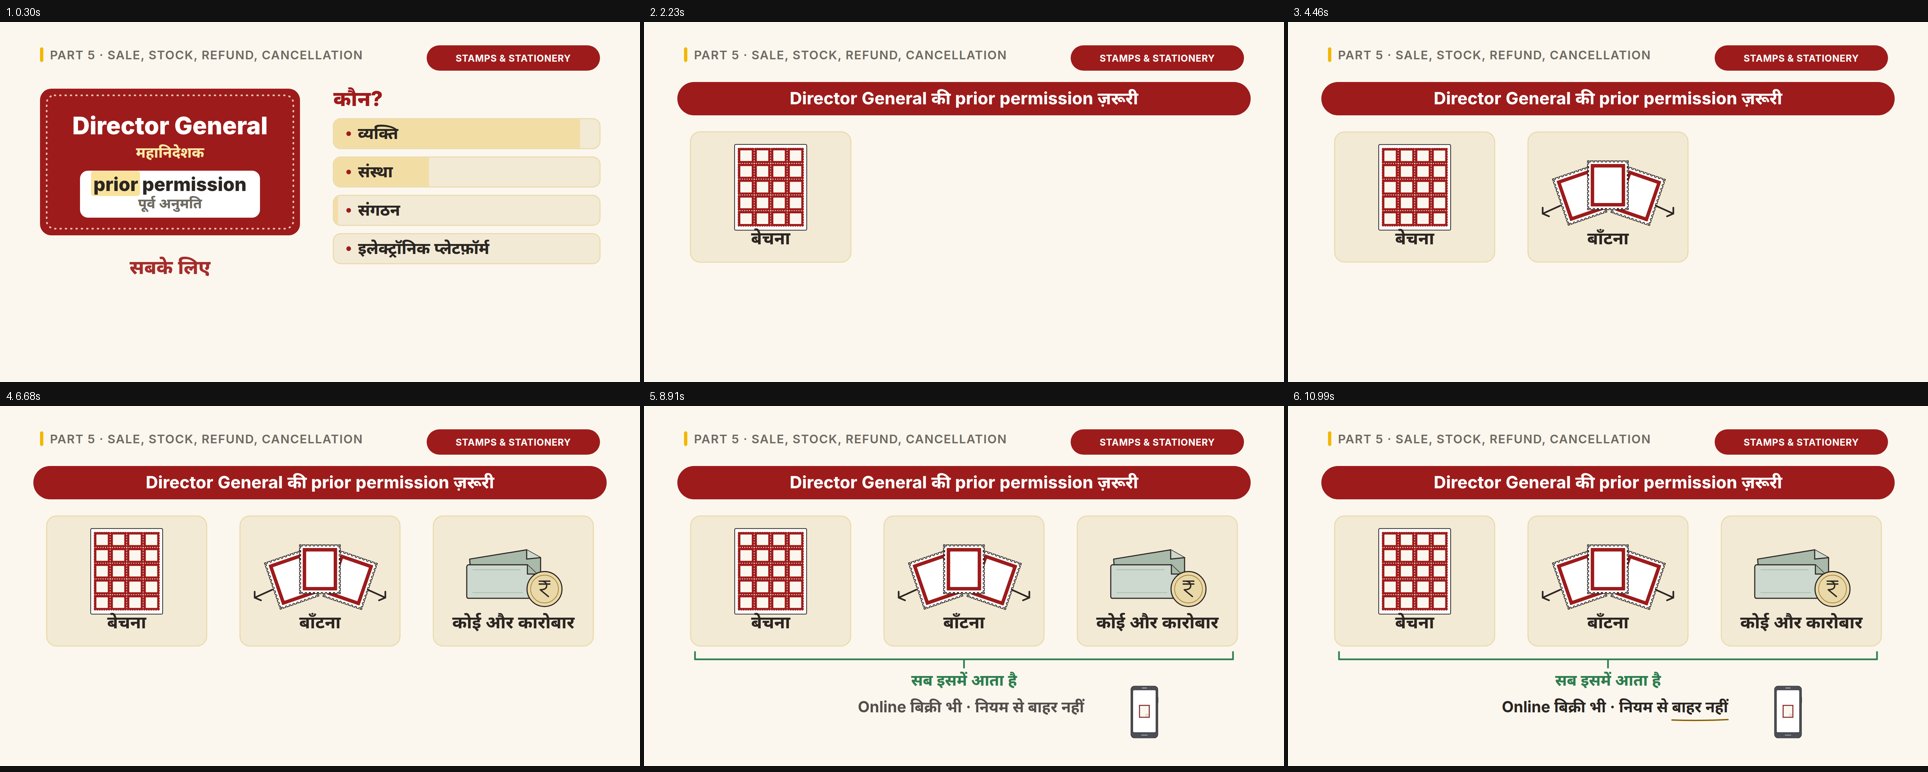 1. 0.30s
PART 5 · SALE, STOCK, REFUND, CANCELLATION
STAMPS & STATIONERY
Director General
महानिदेशक
prior permission
पूर्व अनुमति
सबके लिए
कौन?
• व्यक्ति
• संस्था
• संगठन
• इलेक्ट्रॉनिक प्लेटफ़ॉर्म
2. 2.23s
PART 5 · SALE, STOCK, REFUND, CANCELLATION
STAMPS & STATIONERY
Director General की prior permission ज़रूरी
बेचना
3. 4.46s
PART 5 · SALE, STOCK, REFUND, CANCELLATION
STAMPS & STATIONERY
Director General की prior permission ज़रूरी
बेचना
बाँटना
4. 6.68s
PART 5 · SALE, STOCK, REFUND, CANCELLATION
STAMPS & STATIONERY
Director General की prior permission ज़रूरी
बेचना
बाँटना
₹
कोई और कारोबार
5. 8.91s
PART 5 · SALE, STOCK, REFUND, CANCELLATION
STAMPS & STATIONERY
Director General की prior permission ज़रूरी
बेचना
बाँटना
₹
कोई और कारोबार
सब इसमें आता है
Online बिक्री भी · नियम से बाहर नहीं
6. 10.99s
PART 5 · SALE, STOCK, REFUND, CANCELLATION
STAMPS & STATIONERY
Director General की prior permission ज़रूरी
बेचना
बाँटना
₹
कोई और कारोबार
सब इसमें आता है
Online बिक्री भी · नियम से बाहर नहीं